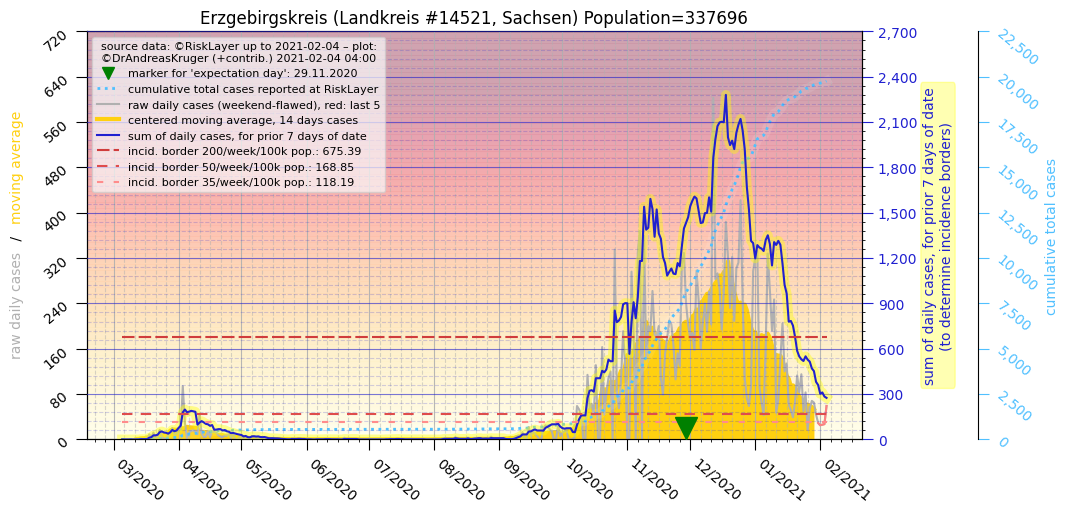 Erzgebirgskreis (Landkreis #14521, Sachsen) Population=337696
source data: ©RiskLayer up to 2021-02-04 – plot:
©DrAndreasKruger (+contrib.) 2021-02-04 04:00
marker for 'expectation day': 29.11.2020
cumulative total cases reported at RiskLayer
raw daily cases (weekend-flawed), red: last 5
centered moving average, 14 days cases
sum of daily cases, for prior 7 days of date
incid. border 200/week/100k pop.: 675.39
incid. border 50/week/100k pop.: 168.85
incid. border 35/week/100k pop.: 118.19
raw daily cases / moving average
720
640
560
480
400
320
240
160
80
0
03/2020
04/2020
05/2020
06/2020
07/2020
08/2020
09/2020
10/2020
11/2020
12/2020
01/2021
02/2021
2,700
2,400
2,100
1,800
1,500
1,200
900
600
300
0
sum of daily cases, for prior 7 days of date
(to determine incidence borders)
22,500
20,000
17,500
15,000
12,500
10,000
7,500
5,000
2,500
0
cumulative total cases